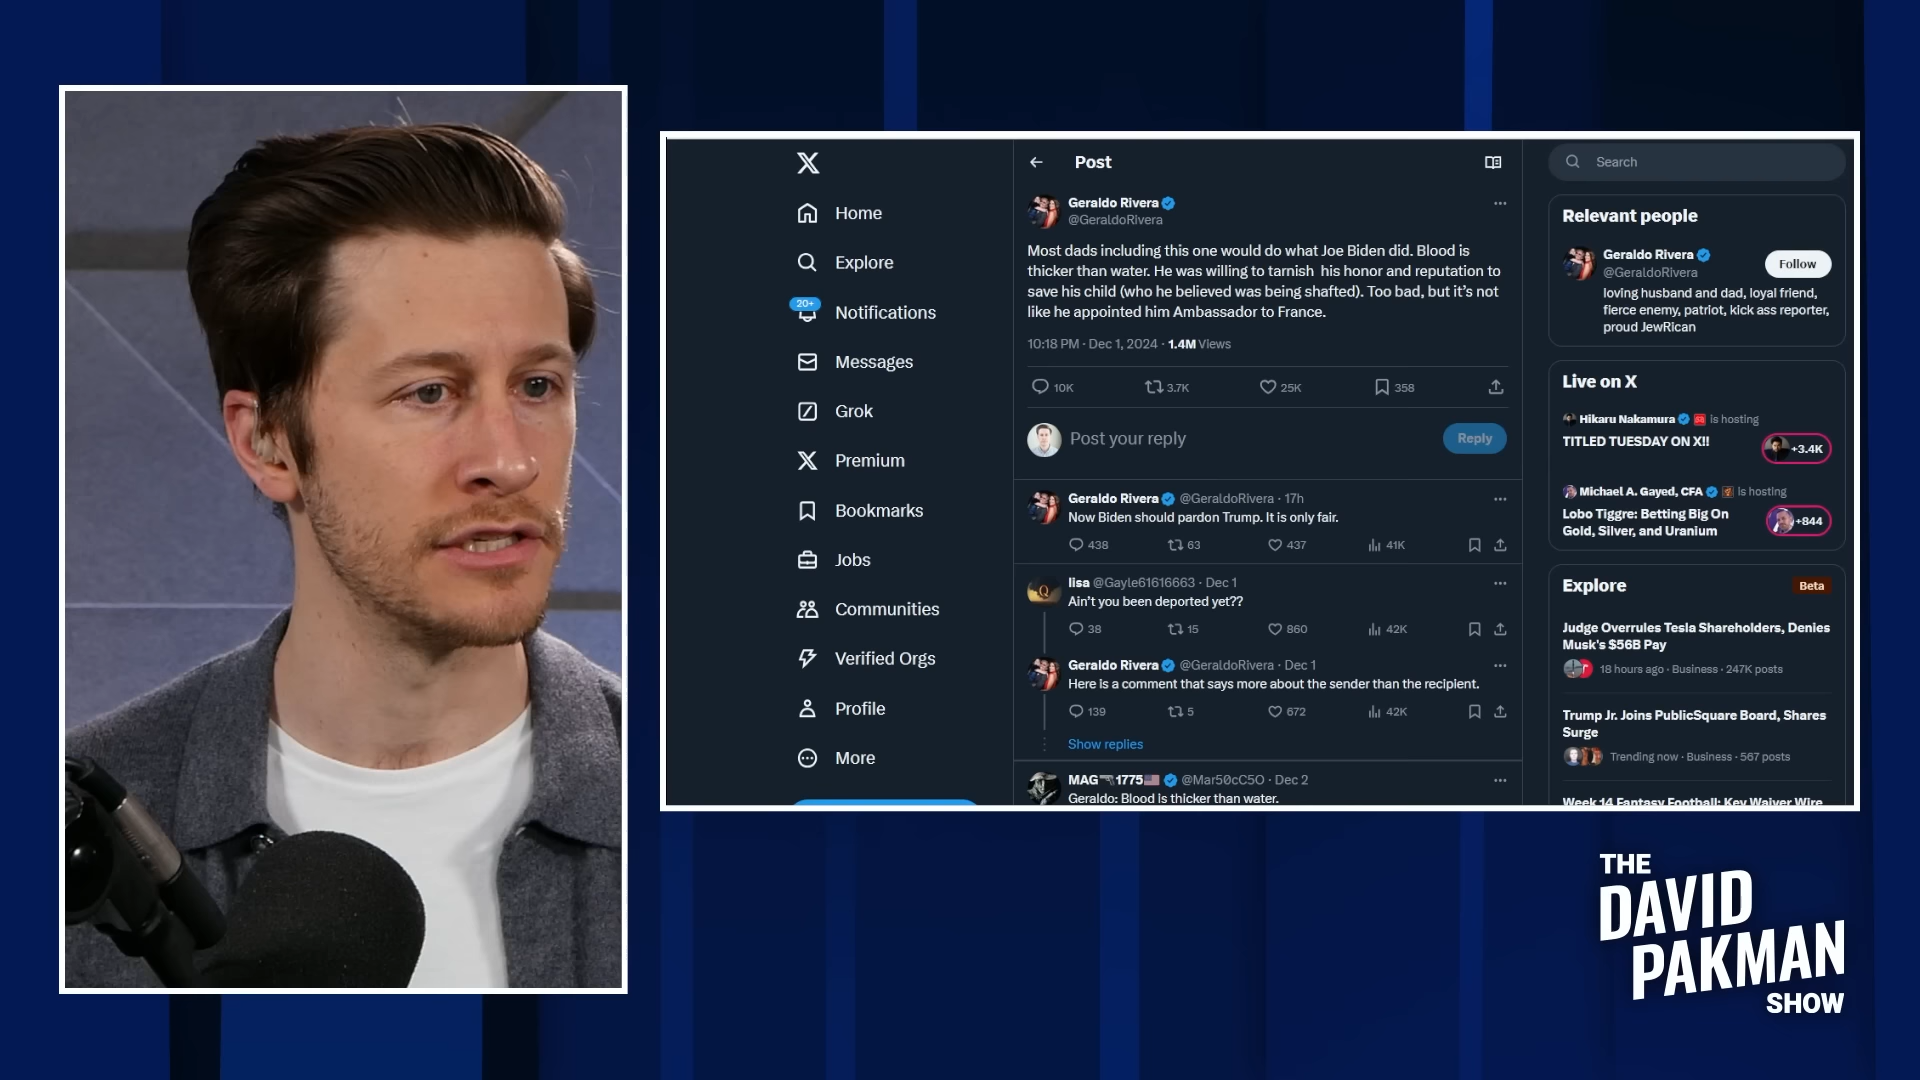 Post
Search
Home
Explore
20+
Notifications
Messages
Grok
Premium
Bookmarks
Jobs
Communities
Verified Orgs
Profile
More
Geraldo Rivera
@GeraldoRivera
Most dads including this one would do what Joe Biden did. Blood is
thicker than water. He was willing to tarnish his honor and reputation to
save his child (who he believed was being shafted). Too bad, but it's not
like he appointed him Ambassador to France.
10:18 PM · Dec 1, 2024 · 1.4M Views
10K 3.7K 25K 358
Post your reply
Reply
Geraldo Rivera @GeraldoRivera · 17h
Now Biden should pardon Trump. It is only fair.
438 63 437 41K
lisa @Gayle61616663 · Dec 1
Ain't you been deported yet??
38 15 860 42K
Geraldo Rivera @GeraldoRivera · Dec 1
Here is a comment that says more about the sender than the recipient.
139 5 672 42K
Show replies
MAG🔫1775🇺🇸 @Mar50cC5O · Dec 2
Geraldo: Blood is thicker than water.
Relevant people
Geraldo Rivera
@GeraldoRivera
Follow
loving husband and dad, loyal friend,
fierce enemy, patriot, kick ass reporter,
proud JewRican
Live on X
Hikaru Nakamura is hosting
TITLED TUESDAY ON X!!
+3.4K
Michael A. Gayed, CFA is hosting
Lobo Tiggre: Betting Big On
Gold, Silver, and Uranium
+844
Explore
Beta
Judge Overrules Tesla Shareholders, Denies
Musk's $56B Pay
18 hours ago · Business · 247K posts
Trump Jr. Joins PublicSquare Board, Shares
Surge
Trending now · Business · 567 posts
Week 14 Fantasy Football: Key Waiver Wire
THE
DAVID
PAKMAN
SHOW